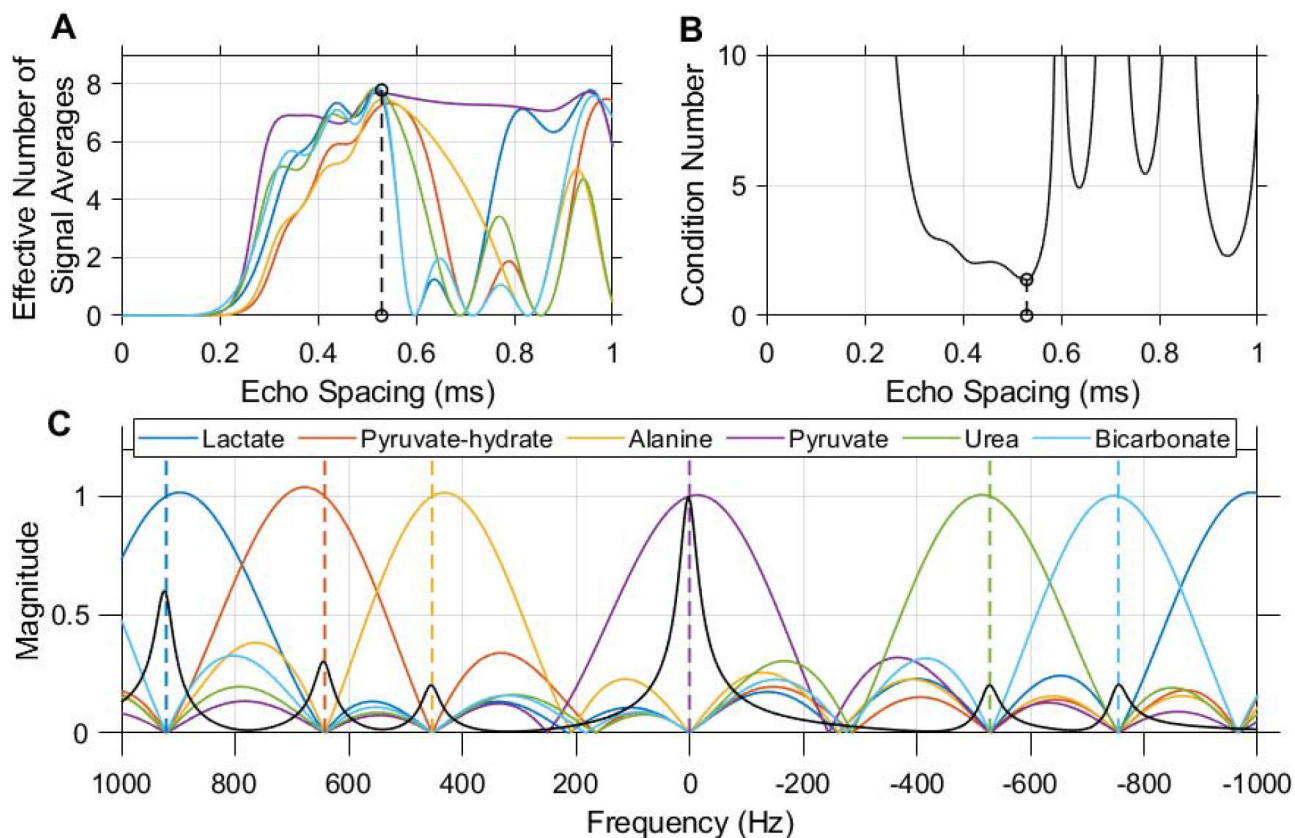 A
B
Effective Number of
Signal Averages
8
6
4
2
0
0 0.2 0.4 0.6 0.8 1
Echo Spacing (ms)
Condition Number
10
5
0
0 0.2 0.4 0.6 0.8 1
Echo Spacing (ms)
C
Lactate Pyruvate-hydrate Alanine Pyruvate Urea Bicarbonate
Magnitude
1
0.5
0
1000 800 600 400 200 0 -200 -400 -600 -800 -1000
Frequency (Hz)